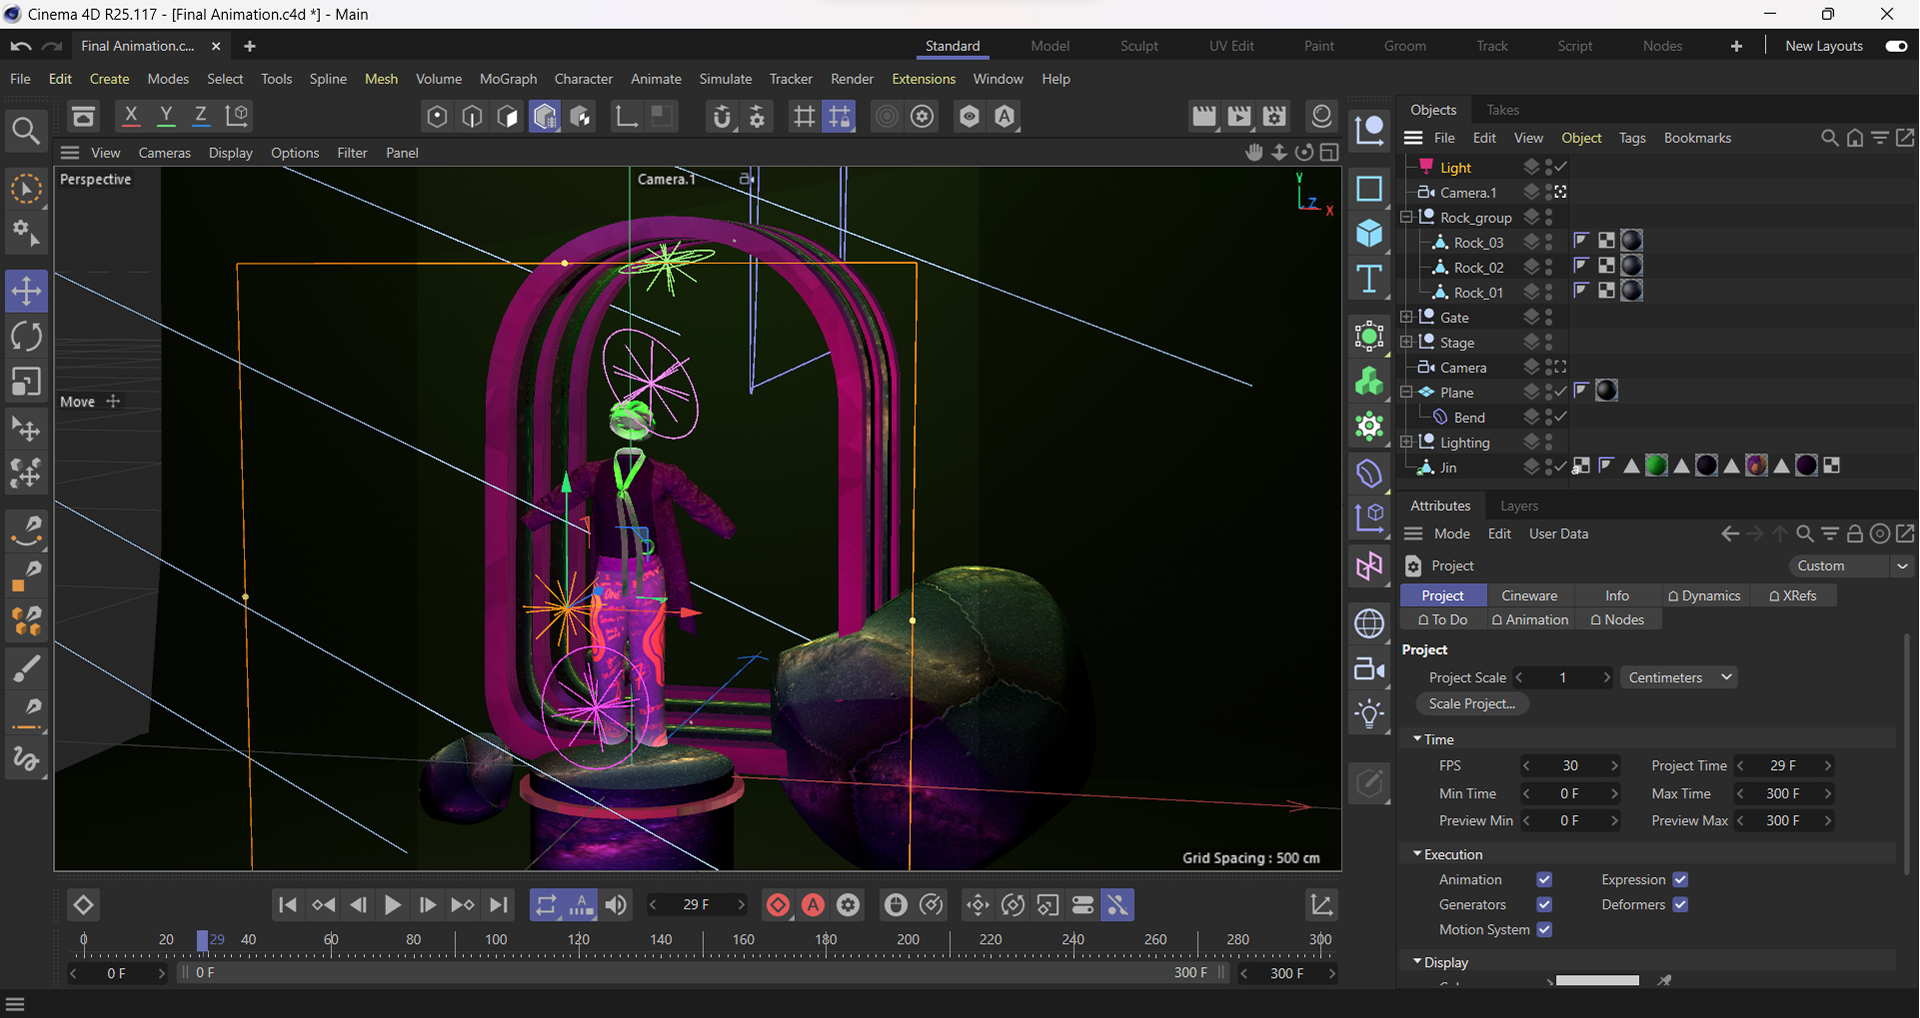 Cinema 4D R25.117 - [Final Animation.c4d *] - Main
Final Animation.c...
Standard Model Sculpt UV Edit Paint Groom Track Script Nodes New Layouts
File Edit Create Modes Select Tools Spline Mesh Volume MoGraph Character Animate Simulate Tracker Render Extensions Window Help
X Y Z
View Cameras Display Options Filter Panel
Perspective
Camera.1
Y
Z
X
Move
Grid Spacing : 500 cm
Objects Takes
File Edit View Object Tags Bookmarks
Light
Camera.1
Rock_group
Rock_03
Rock_02
Rock_01
Gate
Stage
Camera
Plane
Bend
Lighting
Jin
Attributes Layers
Mode Edit User Data
Project Custom
Project Cineware Info Dynamics XRefs
To Do Animation Nodes
Project
Project Scale 1 Centimeters
Scale Project...
Time
FPS 30 Project Time 29 F
Min Time 0 F Max Time 300 F
Preview Min 0 F Preview Max 300 F
Execution
Animation Expression
Generators Deformers
Motion System
Display
29 F
0 20 29 40 60 80 100 120 140 160 180 200 220 240 260 280 300
0 F 0 F 300 F 300 F